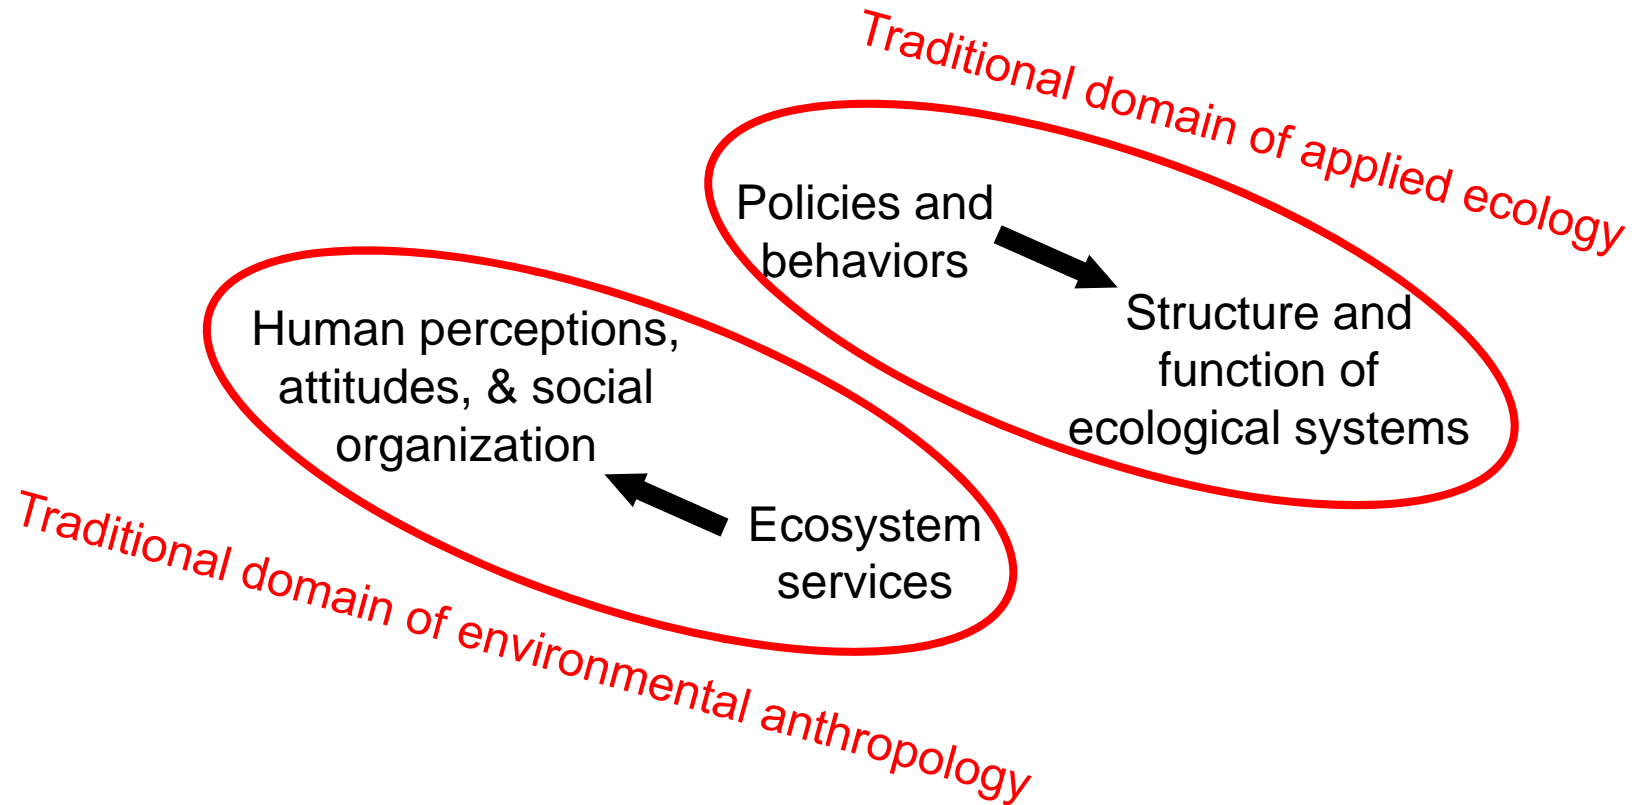 Traditional domain of applied ecology
Policies and
behaviors
Structure and
function of
ecological systems
Human perceptions,
attitudes, & social
organization
Ecosystem
services
Traditional domain of environmental anthropology